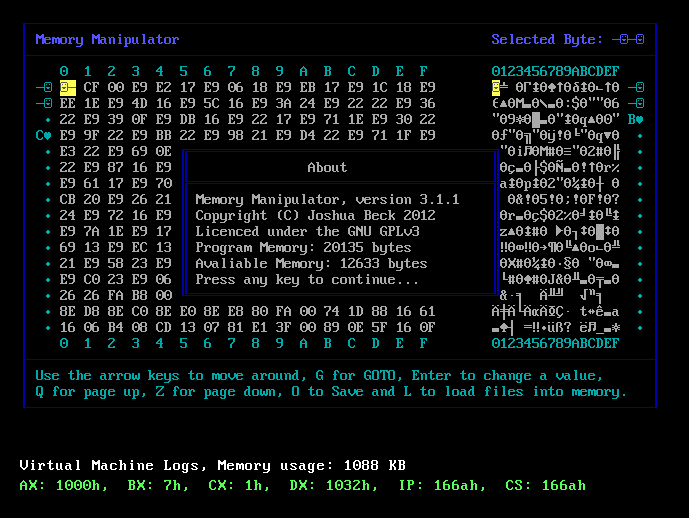 Memory Manipulator Selected Byte:
0 1 2 3 4 5 6 7 8 9 A B C D E F 0123456789ABCDEF
CF 00 E9 E2 17 E9 06 18 E9 EB 17 E9 1C 18 E9
EE 1E E9 4D 16 E9 5C 16 E9 3A 24 E9 22 22 E9 36
22 E9 39 0F E9 DB 16 E9 22 17 E9 71 1E E9 30 22
E9 9F 22 E9 BB 22 E9 98 21 E9 D4 22 E9 71 1F E9
E3 22 E9 69 0E
22 E9 87 16 E9
About
E9 61 17 E9 70
CB 20 E9 26 21 Memory Manipulator, version 3.1.1
24 E9 72 16 E9 Copyright (C) Joshua Beck 2012
E9 7A 1E E9 17 Licenced under the GNU GPLv3
69 13 E9 EC 13 Program Memory: 20135 bytes
21 E9 58 23 E9 Avaliable Memory: 12633 bytes
E9 C0 23 E9 06 Press any key to continue...
26 26 FA B8 00
8E D8 8E C0 8E E0 8E E8 80 FA 00 74 1D 88 16 61
16 06 B4 08 CD 13 07 81 E1 3F 00 89 0E 5F 16 0F
0 1 2 3 4 5 6 7 8 9 A B C D E F 0123456789ABCDEF
Use the arrow keys to move around, G for GOTO, Enter to change a value,
Q for page up, Z for page down, O to Save and L to load files into memory.
Virtual Machine Logs, Memory usage: 1088 KB
AX: 1000h, BX: 7h, CX: 1h, DX: 1032h, IP: 166ah, CS: 166ah